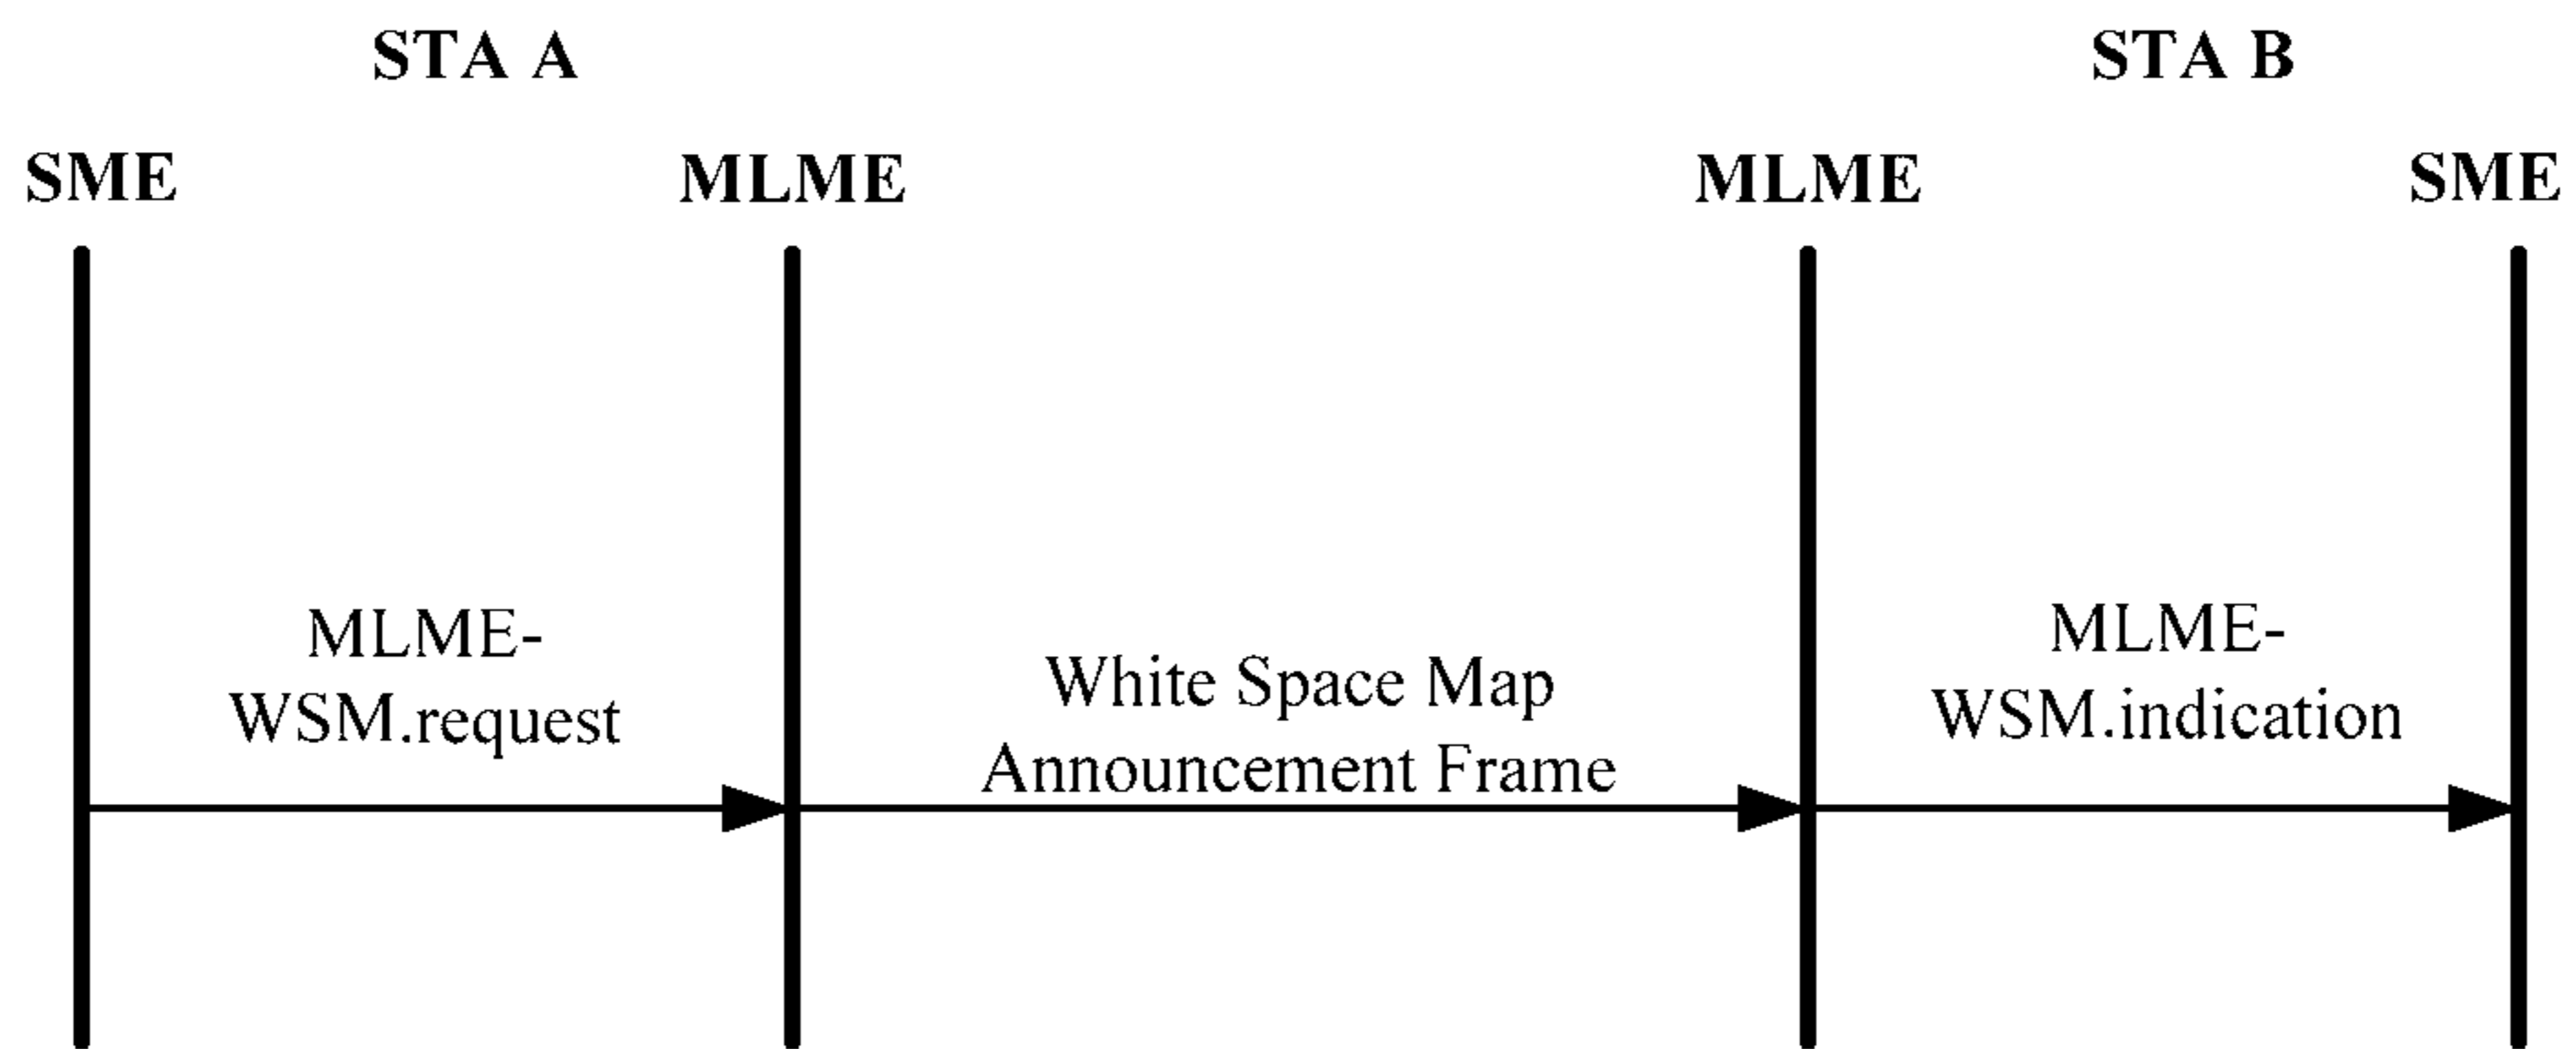 STA A
STA B
SME
MLME
MLME
SME
MLME-
WSM.request
White Space Map
Announcement Frame
MLME-
WSM.indication